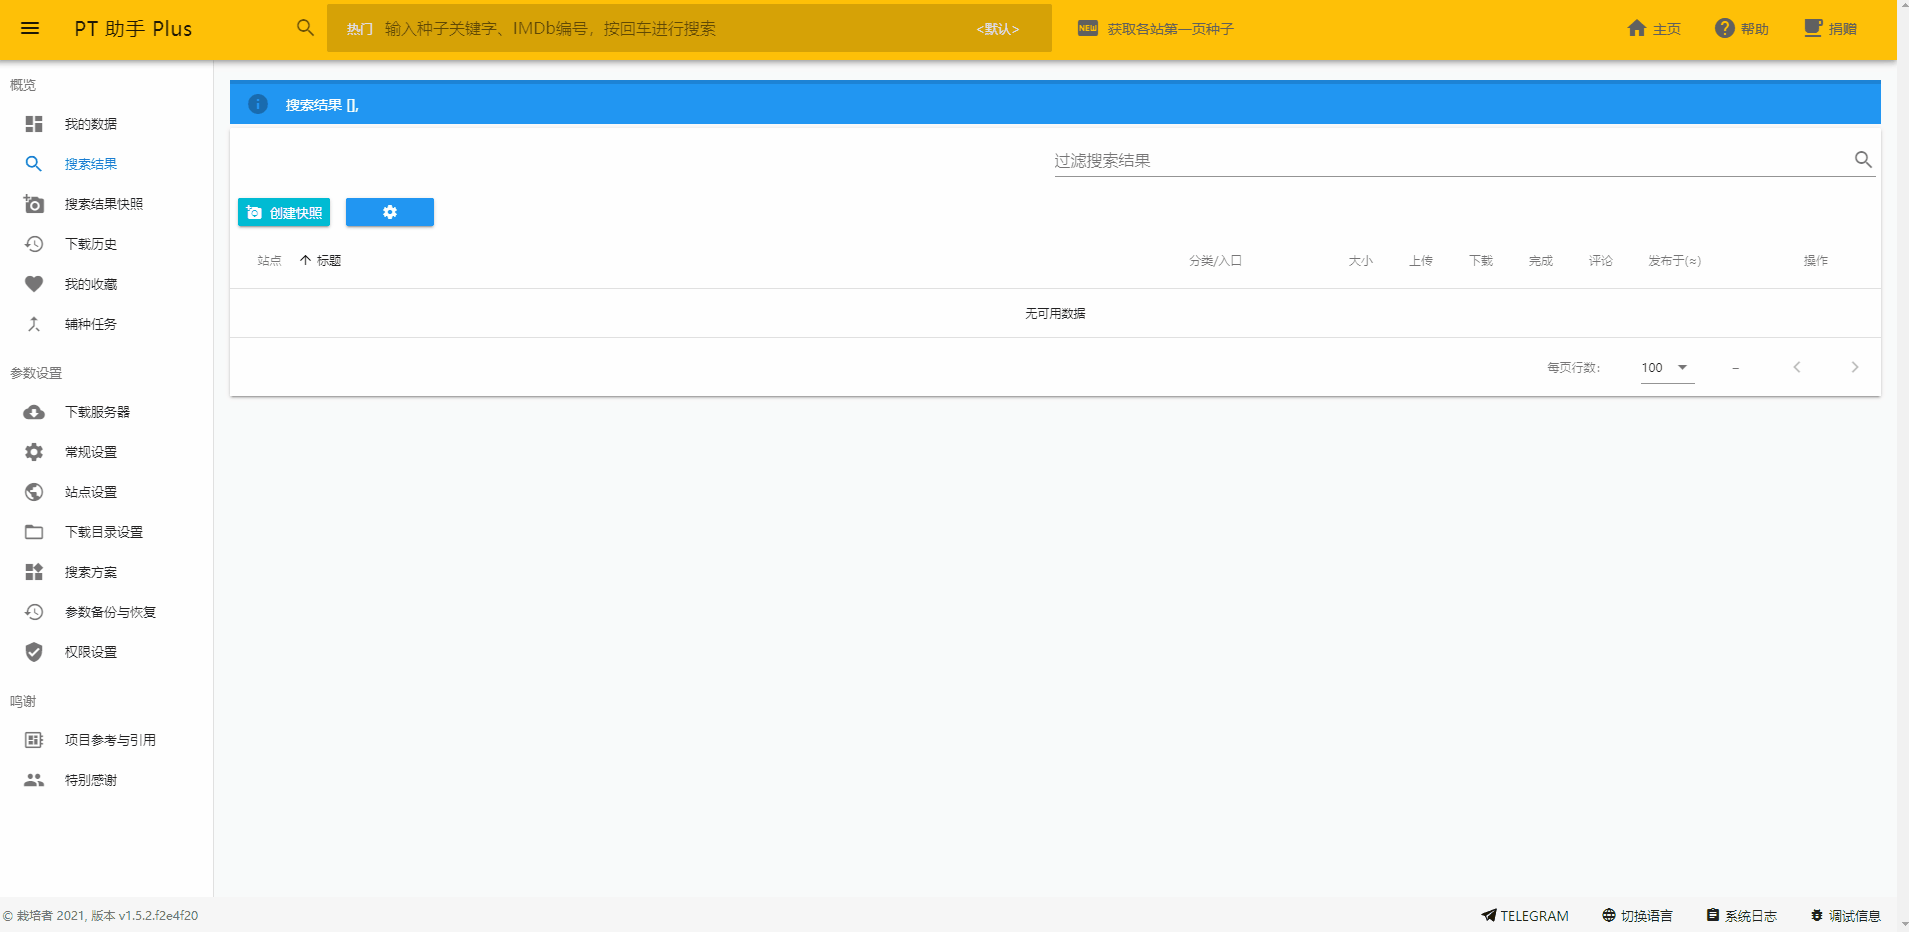 PT 助手 Plus
热门 输入种子关键字、IMDb编号，按回车进行搜索 <默认>
NEW 获取各站第一页种子
主页
帮助
捐赠
概览
我的数据
搜索结果
搜索结果快照
下载历史
我的收藏
辅种任务
参数设置
下载服务器
常规设置
站点设置
下载目录设置
搜索方案
参数备份与恢复
权限设置
鸣谢
项目参考与引用
特别感谢
搜索结果 [],
过滤搜索结果
创建快照
站点 标题 分类/入口 大小 上传 下载 完成 评论 发布于(≈) 操作
无可用数据
每页行数： 100 –
© 栽培者 2021, 版本 v1.5.2.f2e4f20
TELEGRAM
切换语言
系统日志
调试信息